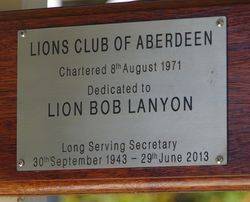 LIONS CLUB OF ABERDEEN
Chartered 8th August 1971
Dedicated to
LION BOB LANYON
Long Serving Secretary
30th September 1943 – 29th June 2013